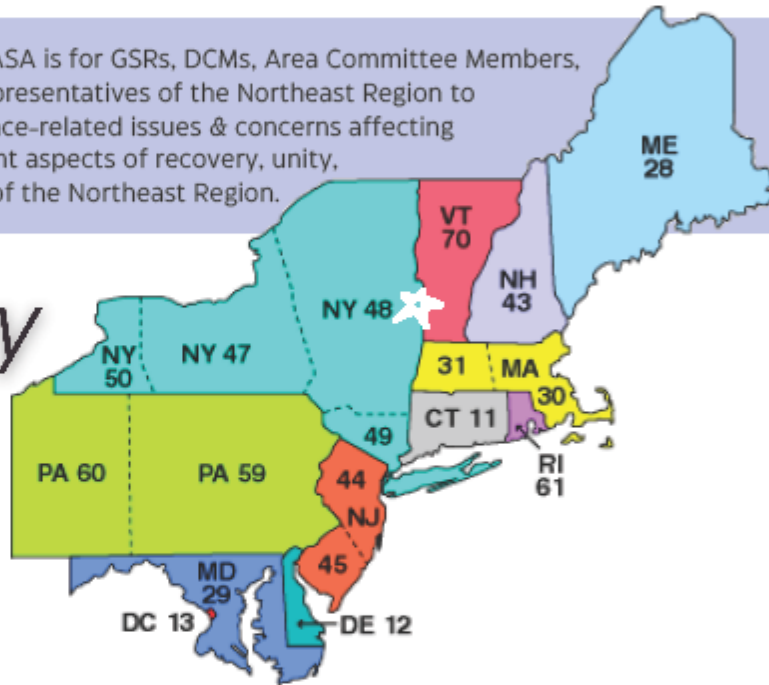 ASA is for GSRs, DCMs, Area Committee Members,
presentatives of the Northeast Region to
ce-related issues & concerns affecting
nt aspects of recovery, unity,
of the Northeast Region.
y
ME
28
VT
70
NH
43
NY 48
NY
50
NY 47
31
MA
30
CT 11
RI
61
49
PA 60
PA 59
44
NJ
45
MD
29
DC 13
DE 12